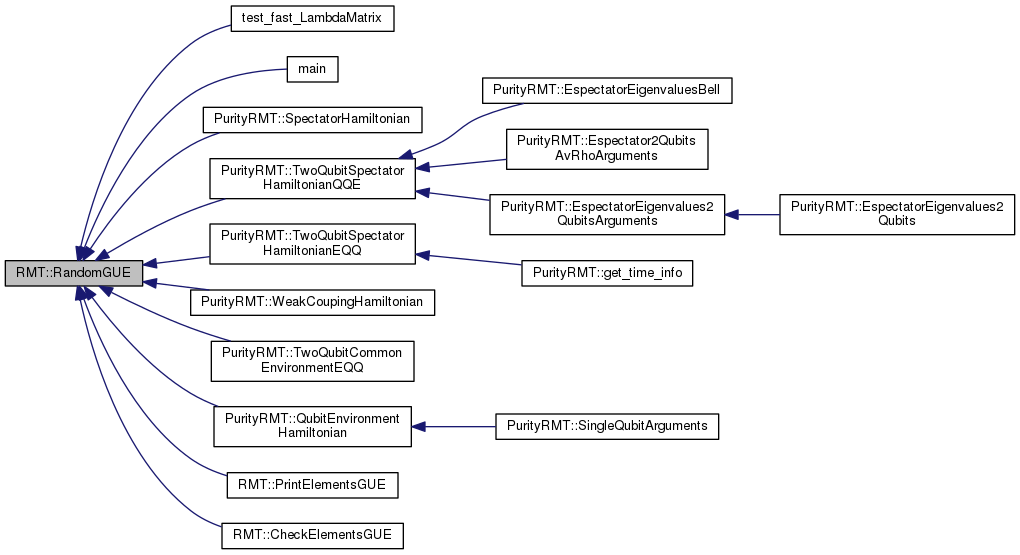 test_fast_LambdaMatrix
main
PurityRMT::SpectatorHamiltonian
PurityRMT::TwoQubitSpectator
HamiltonianQQE
PurityRMT::EspectatorEigenvaluesBell
PurityRMT::Espectator2Qubits
AvRhoArguments
PurityRMT::EspectatorEigenvalues2
QubitsArguments
PurityRMT::EspectatorEigenvalues2
Qubits
PurityRMT::TwoQubitSpectator
HamiltonianEQQ
PurityRMT::get_time_info
RMT::RandomGUE
PurityRMT::WeakCoupingHamiltonian
PurityRMT::TwoQubitCommon
EnvironmentEQQ
PurityRMT::QubitEnvironment
Hamiltonian
PurityRMT::SingleQubitArguments
RMT::PrintElementsGUE
RMT::CheckElementsGUE